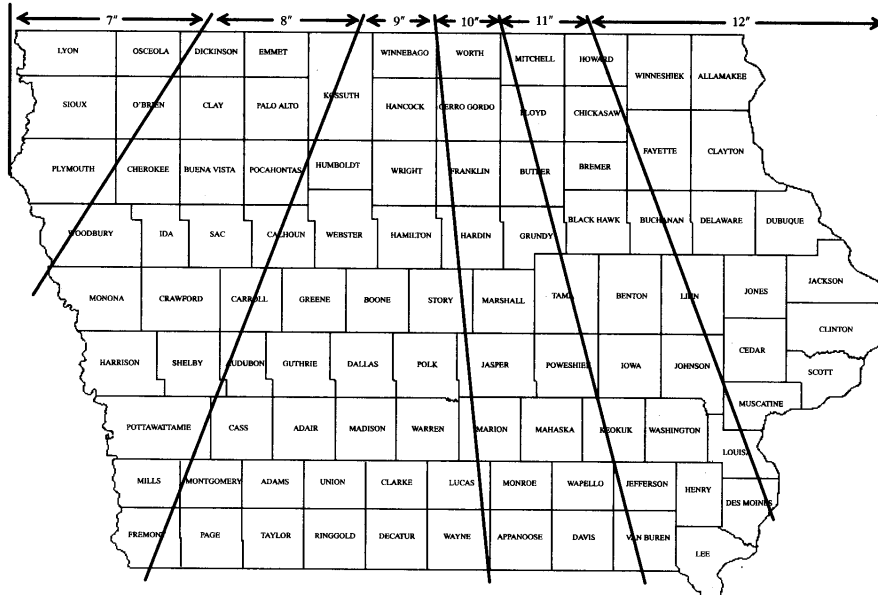 7" 8" 9" 10" 11" 12"
LYON OSCEOLA DICKINSON EMMET WINNEBAGO WORTH MITCHELL HOWARD
WINNESHIEK ALLAMAKEE
KOSSUTH
SIOUX O'BRIEN CLAY PALO ALTO HANCOCK CERRO GORDO FLOYD CHICKASAW
FAYETTE CLAYTON
PLYMOUTH CHEROKEE BUENA VISTA POCAHONTAS HUMBOLDT WRIGHT FRANKLIN BUTLER BREMER
BLACK HAWK BUCHANAN DELAWARE DUBUQUE
WOODBURY IDA SAC CALHOUN WEBSTER HAMILTON HARDIN GRUNDY
JACKSON
MONONA CRAWFORD CARROLL GREENE BOONE STORY MARSHALL TAMA BENTON LINN JONES
CLINTON
HARRISON SHELBY AUDUBON GUTHRIE DALLAS POLK JASPER POWESHIEK IOWA JOHNSON CEDAR
SCOTT
MUSCATINE
POTTAWATTAMIE CASS ADAIR MADISON WARREN MARION MAHASKA KEOKUK WASHINGTON
LOUISA
MILLS MONTGOMERY ADAMS UNION CLARKE LUCAS MONROE WAPELLO JEFFERSON HENRY
DES MOINES
FREMONT PAGE TAYLOR RINGGOLD DECATUR WAYNE APPANOOSE DAVIS VAN BUREN
LEE